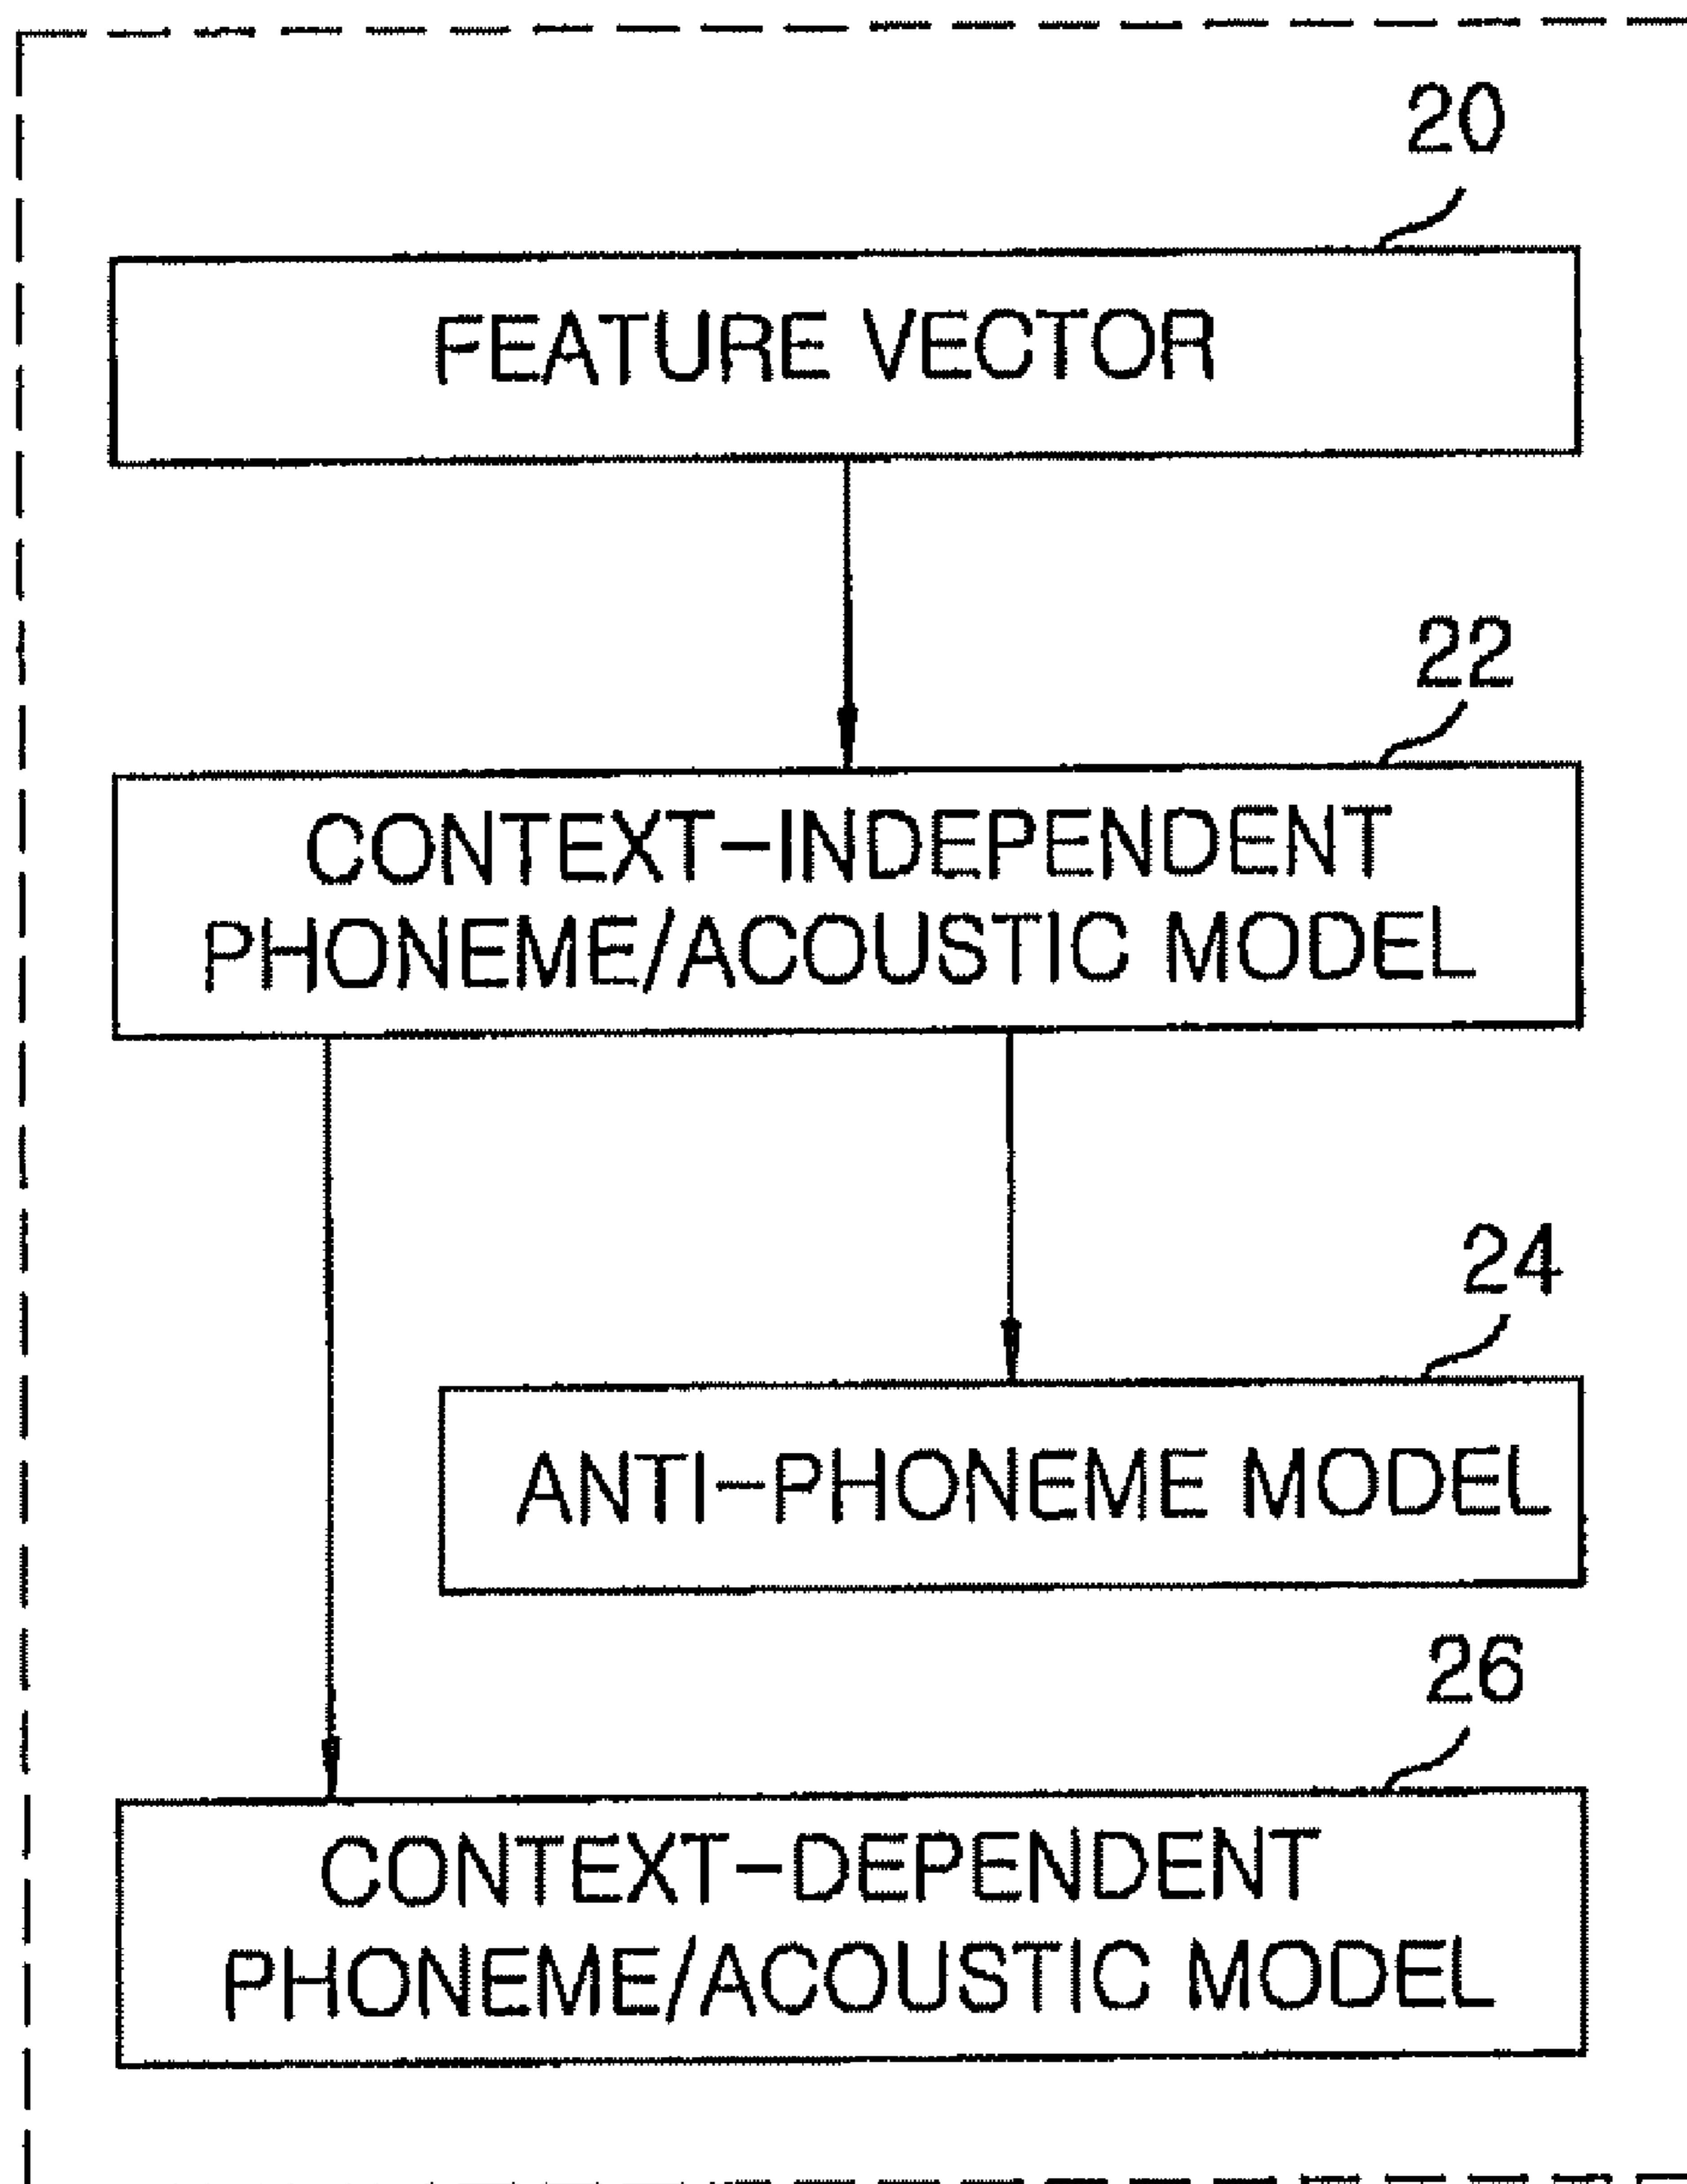 20
FEATURE VECTOR
22
CONTEXT-INDEPENDENT
PHONEME/ACOUSTIC MODEL
24
ANTI-PHONEME MODEL
26
CONTEXT-DEPENDENT
PHONEME/ACOUSTIC MODEL